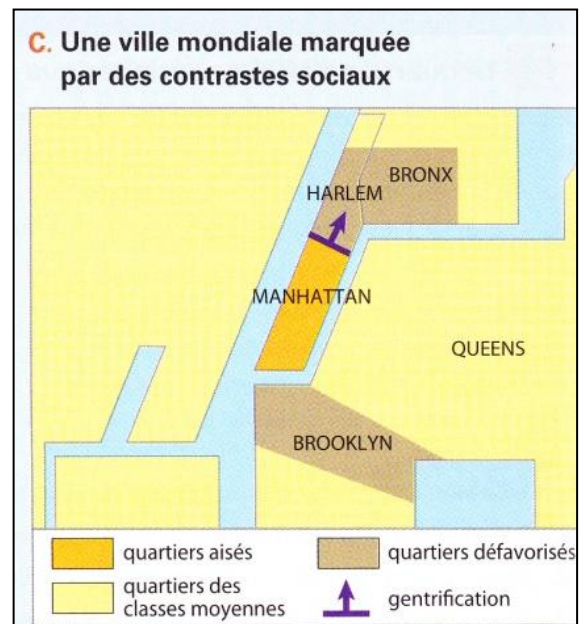 C. Une ville mondiale marquée
par des contrastes sociaux
BRONX
HARLEM
MANHATTAN
QUEENS
BROOKLYN
quartiers aisés
quartiers défavorisés
quartiers des
classes moyennes
gentrification